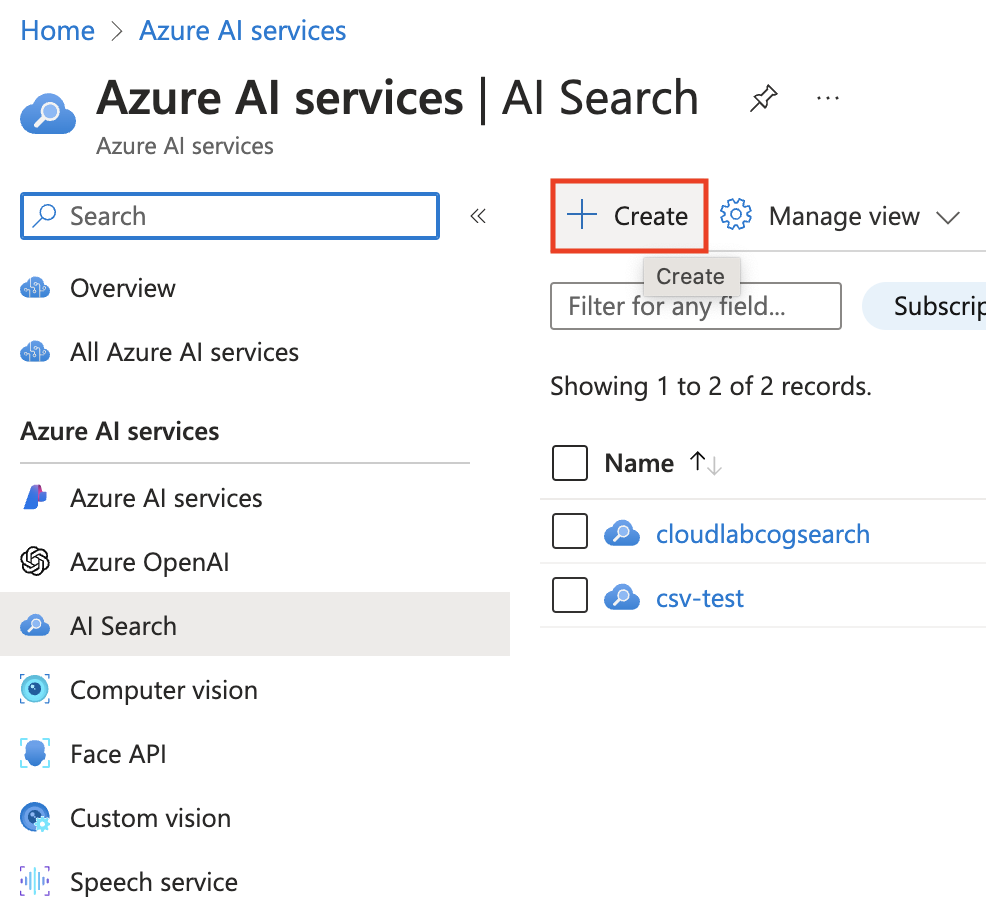 Home > Azure AI services
Azure AI services | AI Search
Azure AI services
Search
Overview
All Azure AI services
Azure AI services
Azure AI services
Azure OpenAI
AI Search
Computer vision
Face API
Custom vision
Speech service
Create
Manage view
Create
Filter for any field...
Subscrip
Showing 1 to 2 of 2 records.
Name
cloudlabcogsearch
csv-test